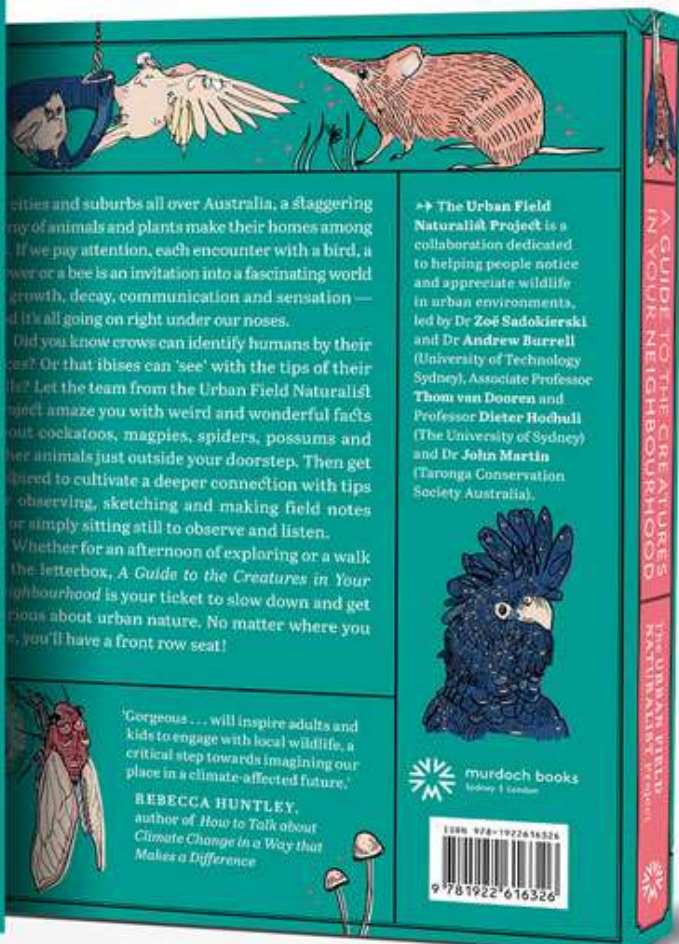 cities and suburbs all over Australia, a staggering
ray of animals and plants make their homes among
. If we pay attention, each encounter with a bird, a
wer or a bee is an invitation into a fascinating world
growth, decay, communication and sensation —
d it's all going on right under our noses.
Did you know crows can identify humans by their
ces? Or that ibises can 'see' with the tips of their
ls? Let the team from the Urban Field Naturalist
oject amaze you with weird and wonderful facts
out cockatoos, magpies, spiders, possums and
her animals just outside your doorstep. Then get
pired to cultivate a deeper connection with tips
r observing, sketching and making field notes
or simply sitting still to observe and listen.
Whether for an afternoon of exploring or a walk
the letterbox, A Guide to the Creatures in Your
ighbourhood is your ticket to slow down and get
rious about urban nature. No matter where you
e, you'll have a front row seat!
The Urban Field
Naturalist Project is a
collaboration dedicated
to helping people notice
and appreciate wildlife
in urban environments,
led by Dr Zoë Sadokierski
and Dr Andrew Burrell
(University of Technology
Sydney), Associate Professor
Thom van Dooren and
Professor Dieter Hochuli
(The University of Sydney)
and Dr John Martin
(Taronga Conservation
Society Australia).
'Gorgeous . . . will inspire adults and
kids to engage with local wildlife, a
critical step towards imagining our
place in a climate-affected future.'
REBECCA HUNTLEY,
author of How to Talk about
Climate Change in a Way that
Makes a Difference
murdoch books
Sydney | London
ISBN 978-1922616326
9 781922 616326
A GUIDE TO THE CREATURES
IN YOUR NEIGHBOURHOOD
The URBAN FIELD
NATURALIST Project